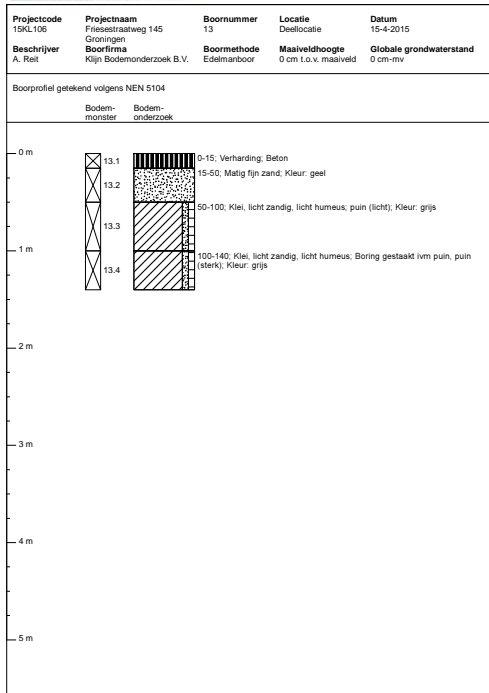 Projectcode Projectnaam Boornummer Locatie Datum
15KL106 Friesestraatweg 145 13 Deellocatie 15-4-2015
Groningen
Beschrijver Boorfirma Boormethode Maaiveldhoogte Globale grondwaterstand
A. Reit Klijn Bodemonderzoek B.V. Edelmanboor 0 cm t.o.v. maaiveld 0 cm-mv
Boorprofiel getekend volgens NEN 5104
Bodem- Bodem-
monster onderzoek
0 m
13.1 0-15; Verharding; Beton
13.2 15-50; Matig fijn zand; Kleur: geel
13.3 50-100; Klei, licht zandig, licht humeus; puin (licht); Kleur: grijs
1 m
13.4 100-140; Klei, licht zandig, licht humeus; Boring gestaakt ivm puin, puin
(sterk); Kleur: grijs
2 m
3 m
4 m
5 m